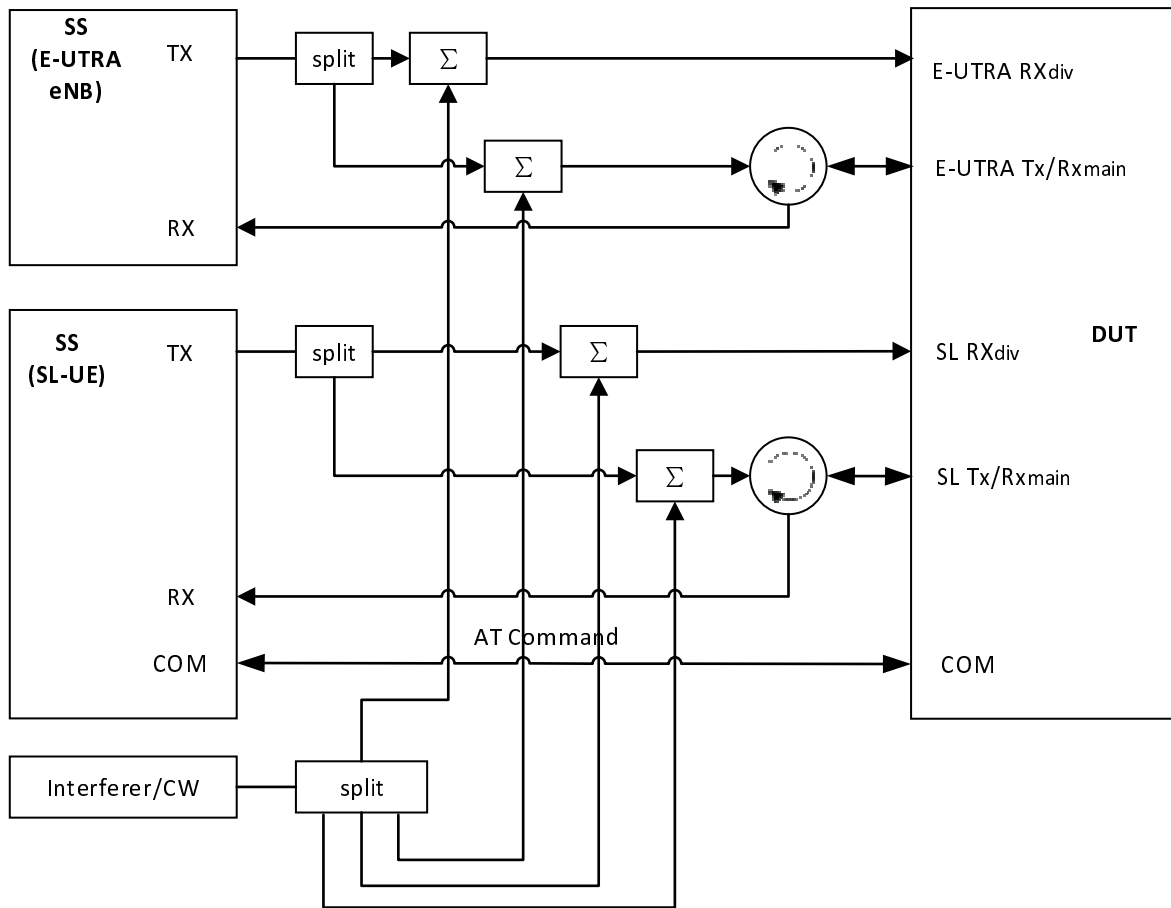 SS
(E-UTRA
eNB)
TX
RX
split
Σ
Σ
E-UTRA RXdiv
E-UTRA Tx/Rxmain
SS
(SL-UE)
TX
RX
COM
split
Σ
Σ
SL RXdiv
SL Tx/Rxmain
DUT
AT Command
COM
Interferer/CW
split